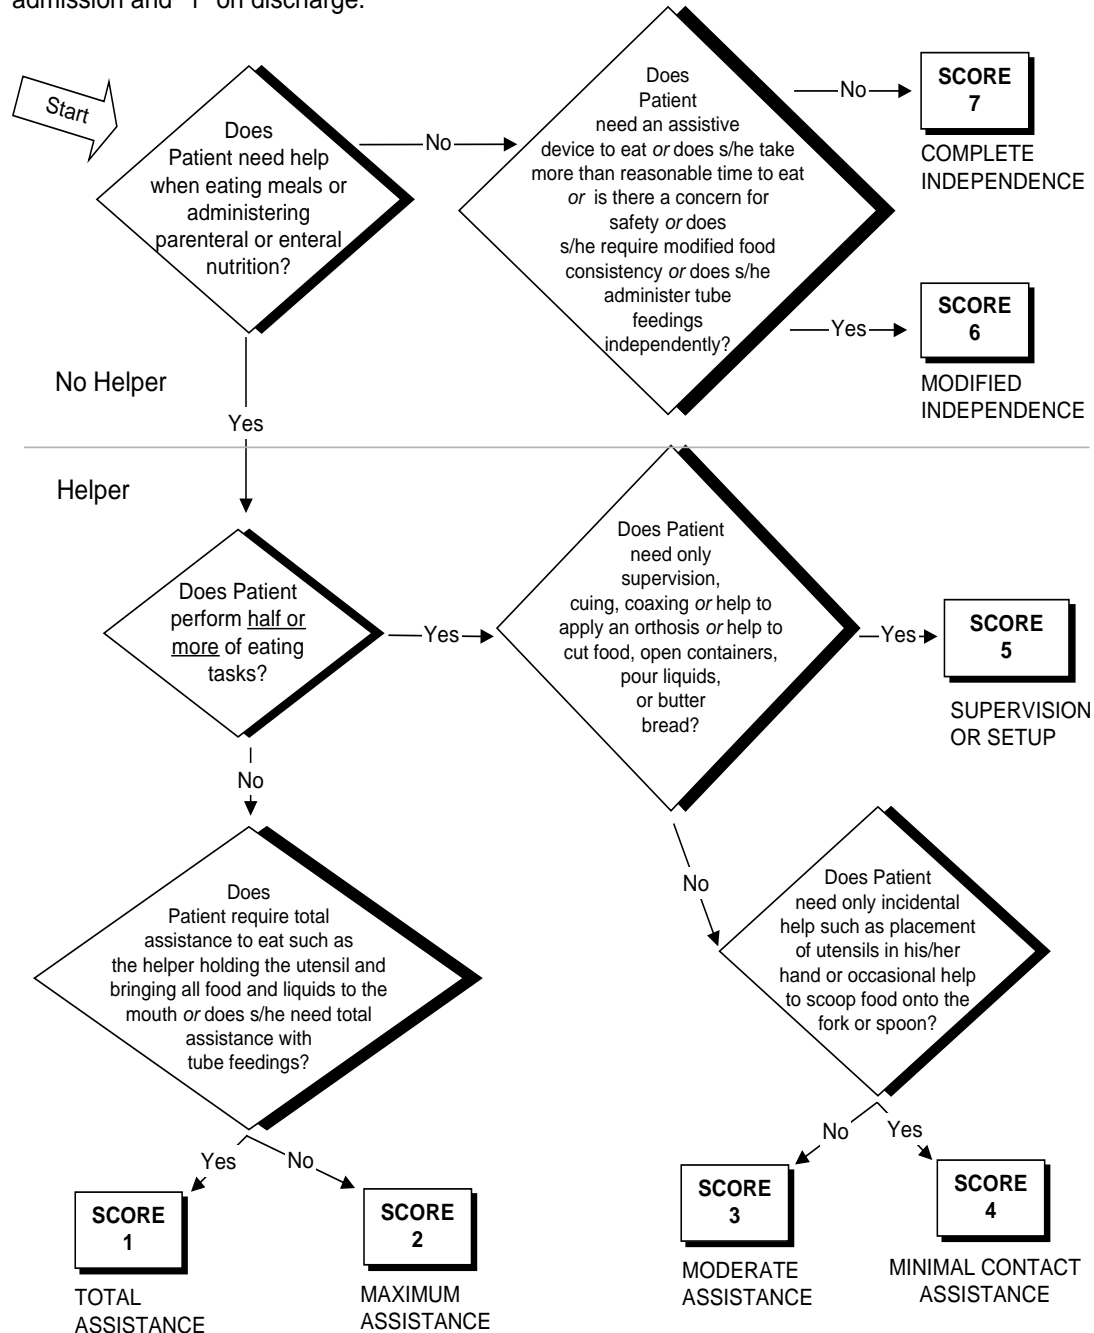 admission and "1" on discharge.
Start
Does
Patient need help
when eating meals or
administering
parenteral or enteral
nutrition?
No
Does
Patient
need an assistive
device to eat or does s/he take
more than reasonable time to eat
or is there a concern for
safety or does
s/he require modified food
consistency or does s/he
administer tube
feedings
independently?
No
SCORE
7
COMPLETE
INDEPENDENCE
Yes
SCORE
6
MODIFIED
INDEPENDENCE
No Helper
Yes
Helper
Does Patient
perform half or
more of eating
tasks?
Yes
Does Patient
need only
supervision,
cuing, coaxing or help to
apply an orthosis or help to
cut food, open containers,
pour liquids,
or butter
bread?
Yes
SCORE
5
SUPERVISION
OR SETUP
No
Does
Patient require total
assistance to eat such as
the helper holding the utensil and
bringing all food and liquids to the
mouth or does s/he need total
assistance with
tube feedings?
No
Does Patient
need only incidental
help such as placement
of utensils in his/her
hand or occasional help
to scoop food onto the
fork or spoon?
Yes
No
SCORE
1
TOTAL
ASSISTANCE
SCORE
2
MAXIMUM
ASSISTANCE
No
Yes
SCORE
3
MODERATE
ASSISTANCE
SCORE
4
MINIMAL CONTACT
ASSISTANCE